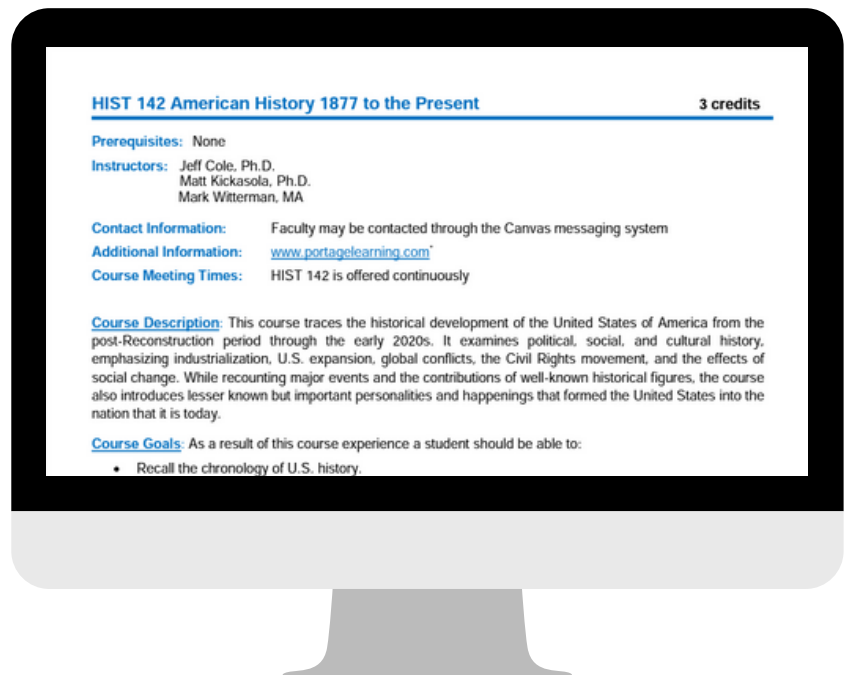 HIST 142 American History 1877 to the Present 3 credits
Prerequisites: None
Instructors: Jeff Cole, Ph.D.
Matt Kickasola, Ph.D.
Mark Witterman, MA
Contact Information: Faculty may be contacted through the Canvas messaging system
Additional Information: www.portagelearning.com
Course Meeting Times: HIST 142 is offered continuously
Course Description: This course traces the historical development of the United States of America from the
post-Reconstruction period through the early 2020s. It examines political, social, and cultural history,
emphasizing industrialization, U.S. expansion, global conflicts, the Civil Rights movement, and the effects of
social change. While recounting major events and the contributions of well-known historical figures, the course
also introduces lesser known but important personalities and happenings that formed the United States into the
nation that it is today.
Course Goals: As a result of this course experience a student should be able to:
• Recall the chronology of U.S. history.